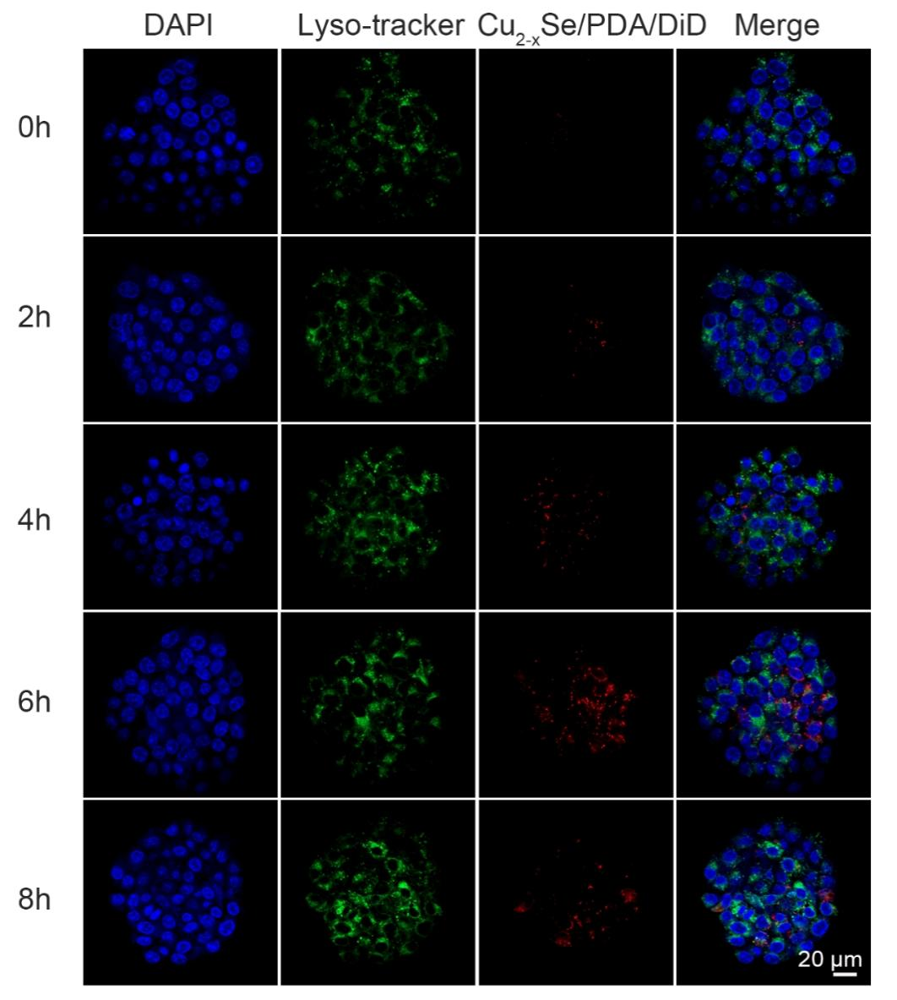 DAPI Lyso-tracker Cu2-xSe/PDA/DiD Merge
0h
2h
4h
6h
8h
20 µm